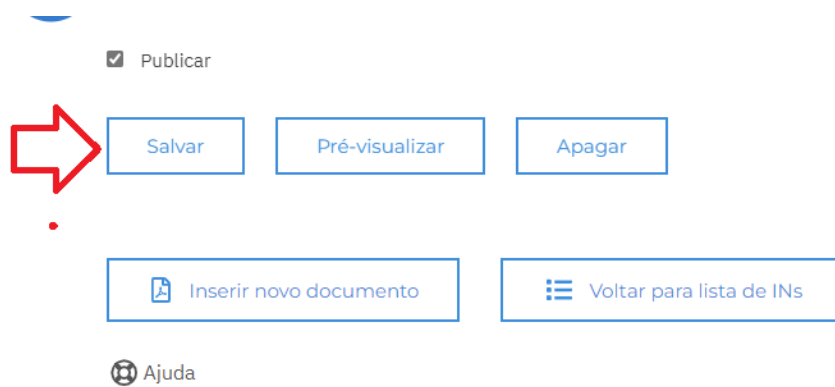 Publicar
Salvar Pré-visualizar Apagar
Inserir novo documento Voltar para lista de INs
Ajuda